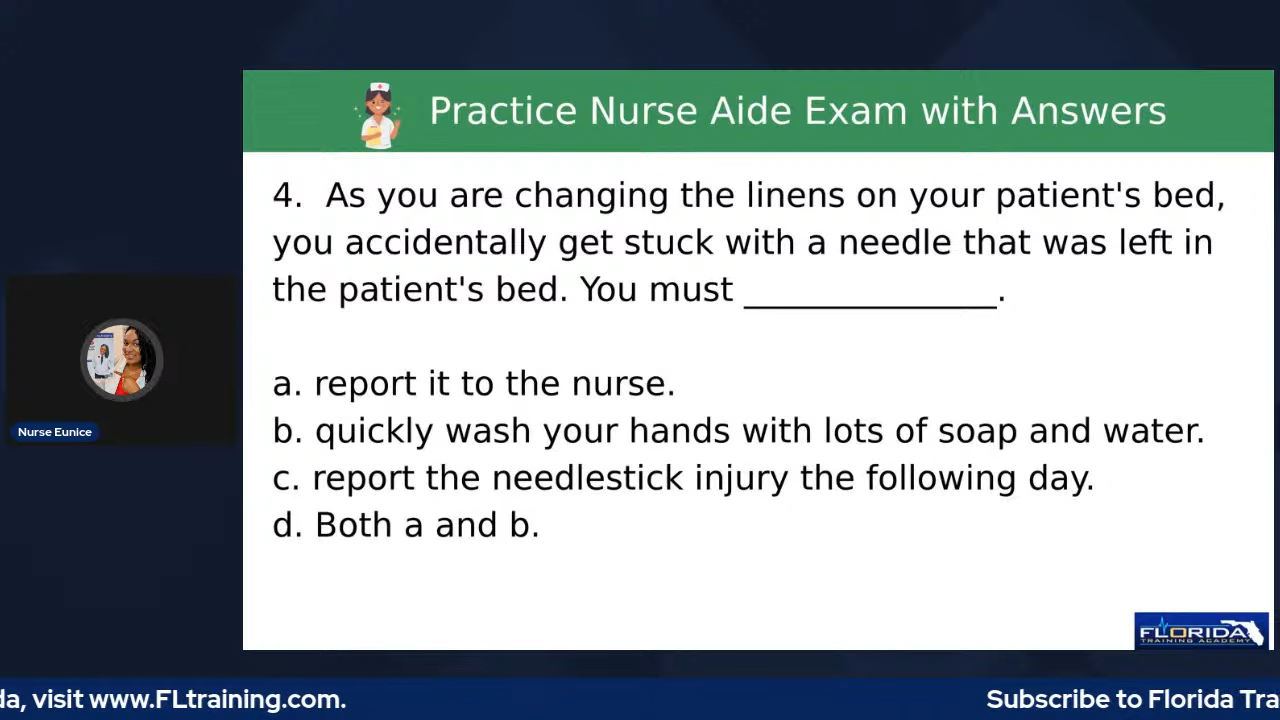 Practice Nurse Aide Exam with Answers
4. As you are changing the linens on your patient's bed,
you accidentally get stuck with a needle that was left in
the patient's bed. You must _______________.
a. report it to the nurse.
b. quickly wash your hands with lots of soap and water.
c. report the needlestick injury the following day.
d. Both a and b.
Nurse Eunice
FLORIDA
TRAINING ACADEMY
da, visit www.FLtraining.com.
Subscribe to Florida Tra